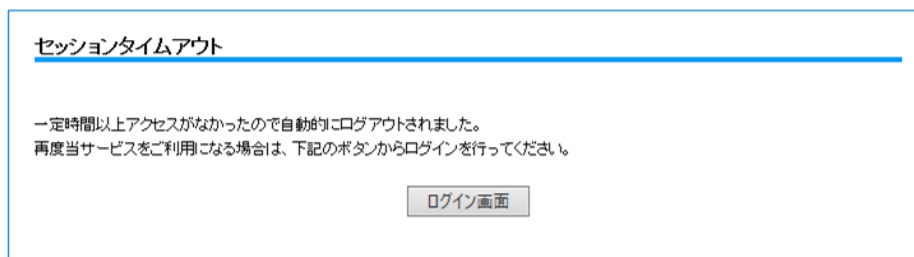 セッションタイムアウト
一定時間以上アクセスがなかったので自動的にログアウトされました。
再度当サービスをご利用になる場合は、下記のボタンからログインを行ってください。
ログイン画面